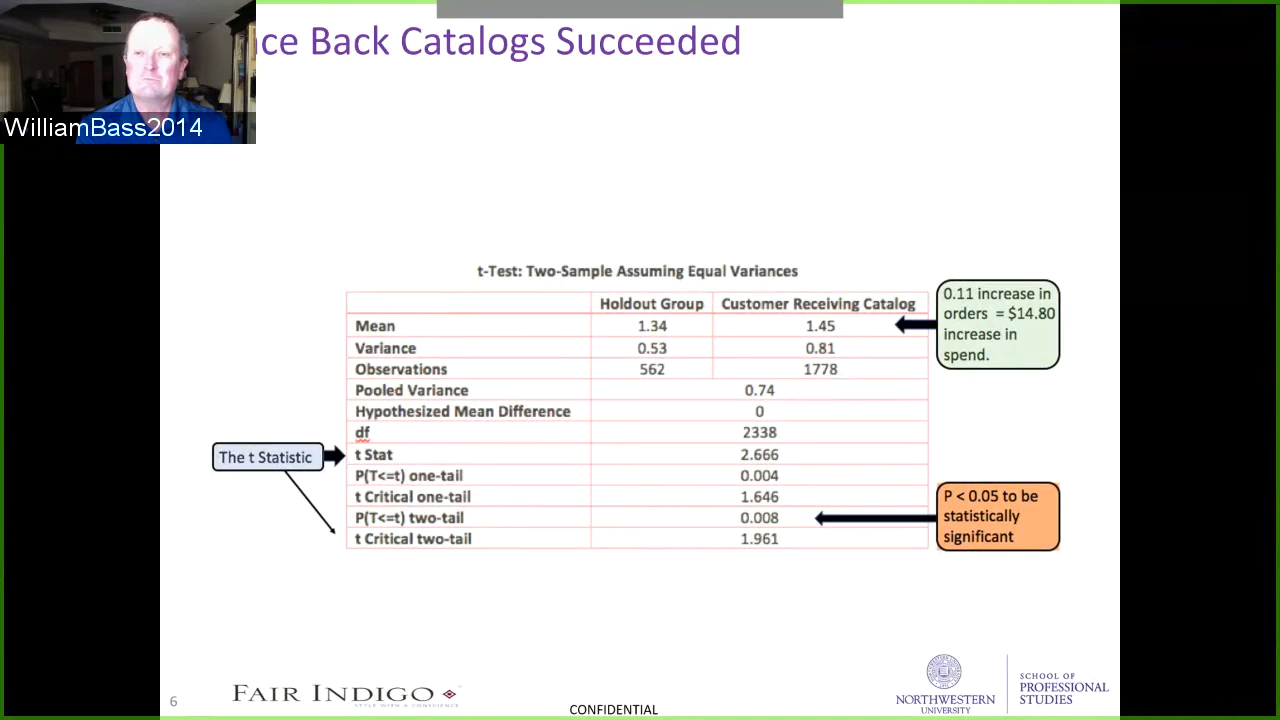 ce Back Catalogs Succeeded
WilliamBass2014
t-Test: Two-Sample Assuming Equal Variances
Holdout Group Customer Receiving Catalog
Mean 1.34 1.45
Variance 0.53 0.81
Observations 562 1778
Pooled Variance 0.74
Hypothesized Mean Difference 0
df 2338
t Stat 2.666
P(T<=t) one-tail 0.004
t Critical one-tail 1.646
P(T<=t) two-tail 0.008
t Critical two-tail 1.961
0.11 increase in
orders = $14.80
increase in
spend.
The t Statistic
P < 0.05 to be
statistically
significant
6
FAIR INDIGO
STYLE WITH A CONSCIENCE
CONFIDENTIAL
NORTHWESTERN
UNIVERSITY
SCHOOL OF
PROFESSIONAL
STUDIES